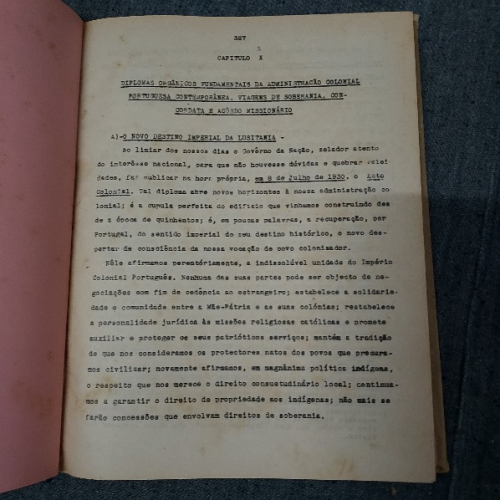 327
CAPITULO X
DIPLOMAS ORGÂNICOS FUNDAMENTAIS DA ADMINISTRAÇÃO COLONIAL
PORTUGUESA CONTEMPORÂNEA. VIAGENS DE SOBERANIA. CON-
CORDATA E ACÔRDO MISSIONÁRIO
A)-O NOVO DESTINO IMPERIAL DA LUSITANIA -
Ao limiar dos nossos dias o Govêrno da Nação, zelador atento
do interêsse nacional, para que não houvesse dúvidas e quebrar velei
dades, faz publicar na hora própria, em 8 de Julho de 1930, o Acto
Colonial. Tal diploma abre novos horizontes à nossa administração co
lonial; é a cupula perfeita do edifício que vinhamos construindo des
de a época de quinhentos; é, em poucas palavras, a recuperação, por
Portugal, do sentido imperial do seu destino histórico, o novo des-
pertar da consciência da nossa vocação de povo colonizador.
Nêle afirmamos perentóriamente, a indissolúvel unidade do Império
Colonial Português. Nenhuma das suas partes pode ser objecto de ne-
gociações com fim de cedência ao estrangeiro; estabelece a solidarie-
dade e comunidade entre a Mãe-Pátria e as suas colónias; restabelece
a personalidade jurídica às missões religiosas católicas e promete
auxiliar e proteger os seus patrióticos serviços; mantém a tradição
de que nos consideramos os protectores natos dos povos que procura-
mos civilizar; novamente afirmamos, em magnânima política indígena,
o respeito que nos merece o direito consuetudinário local; continua-
mos a garantir o direito de propriedade aos indígenas; não mais se
farão concessões que envolvam direitos de soberania.